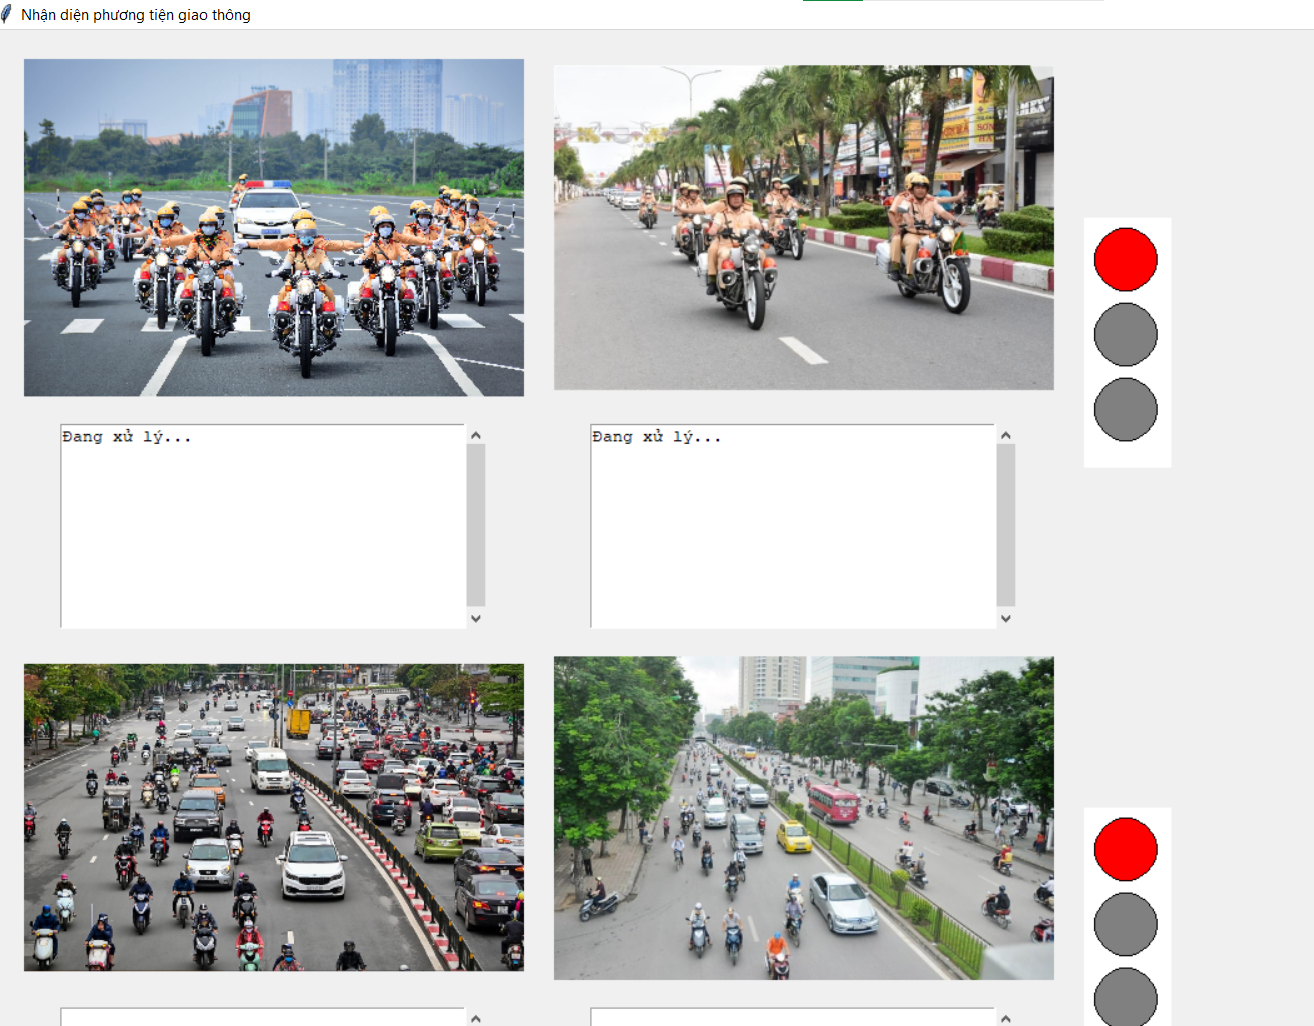 Nhận diện phương tiện giao thông
Đang xử lý...
Đang xử lý...